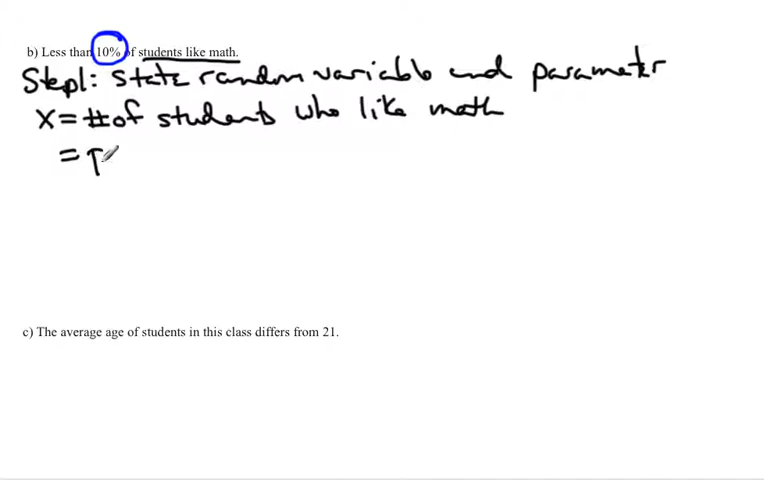 b) Less than 10% of students like math.
Step1: State random variable and parameter
X = # of students who like math
=
c) The average age of students in this class differs from 21.